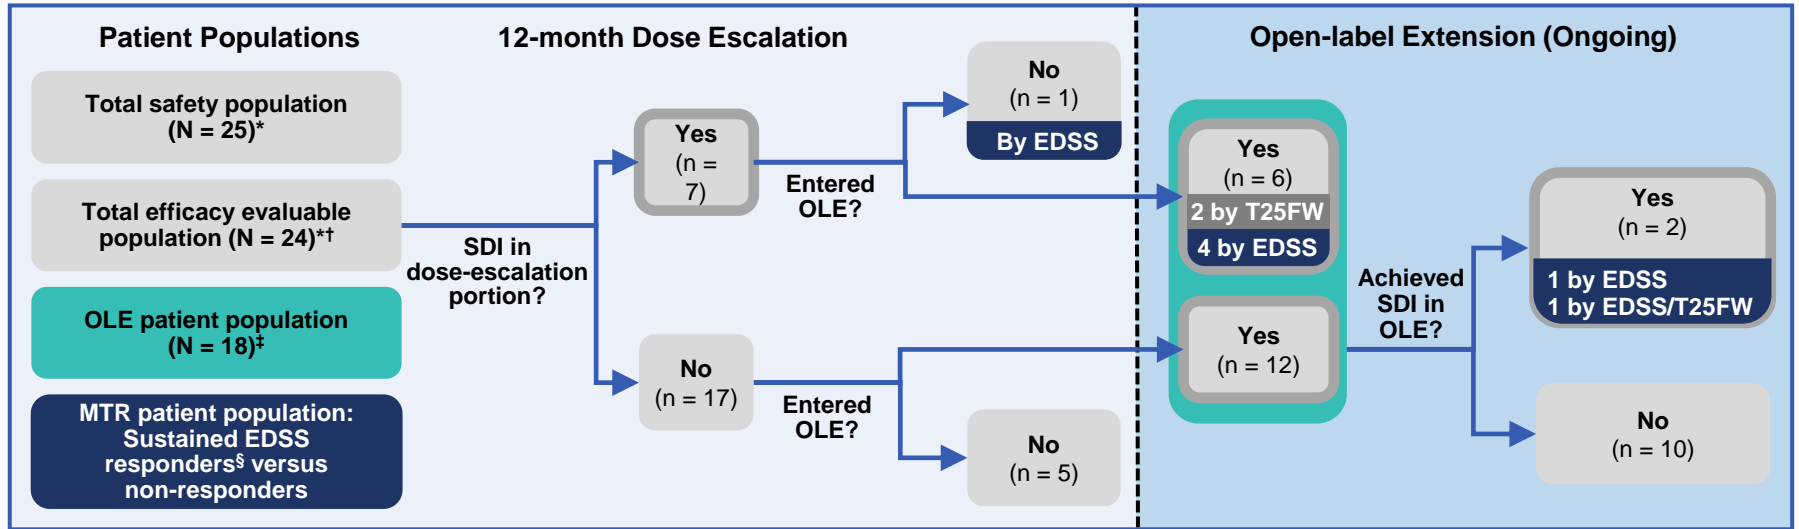 Patient Populations
12-month Dose Escalation
Open-label Extension (Ongoing)
Total safety population
(N = 25)*
Total efficacy evaluable
population (N = 24)*†
OLE patient population
(N = 18)‡
MTR patient population:
Sustained EDSS
responders§ versus
non-responders
SDI in
dose-escalation
portion?
Yes
(n =
7)
Entered
OLE?
No
(n = 1)
By EDSS
No
(n = 17)
Entered
OLE?
No
(n = 5)
Yes
(n = 6)
2 by T25FW
4 by EDSS
Yes
(n = 12)
Achieved
SDI in
OLE?
Yes
(n = 2)
1 by EDSS
1 by EDSS/T25FW
No
(n = 10)